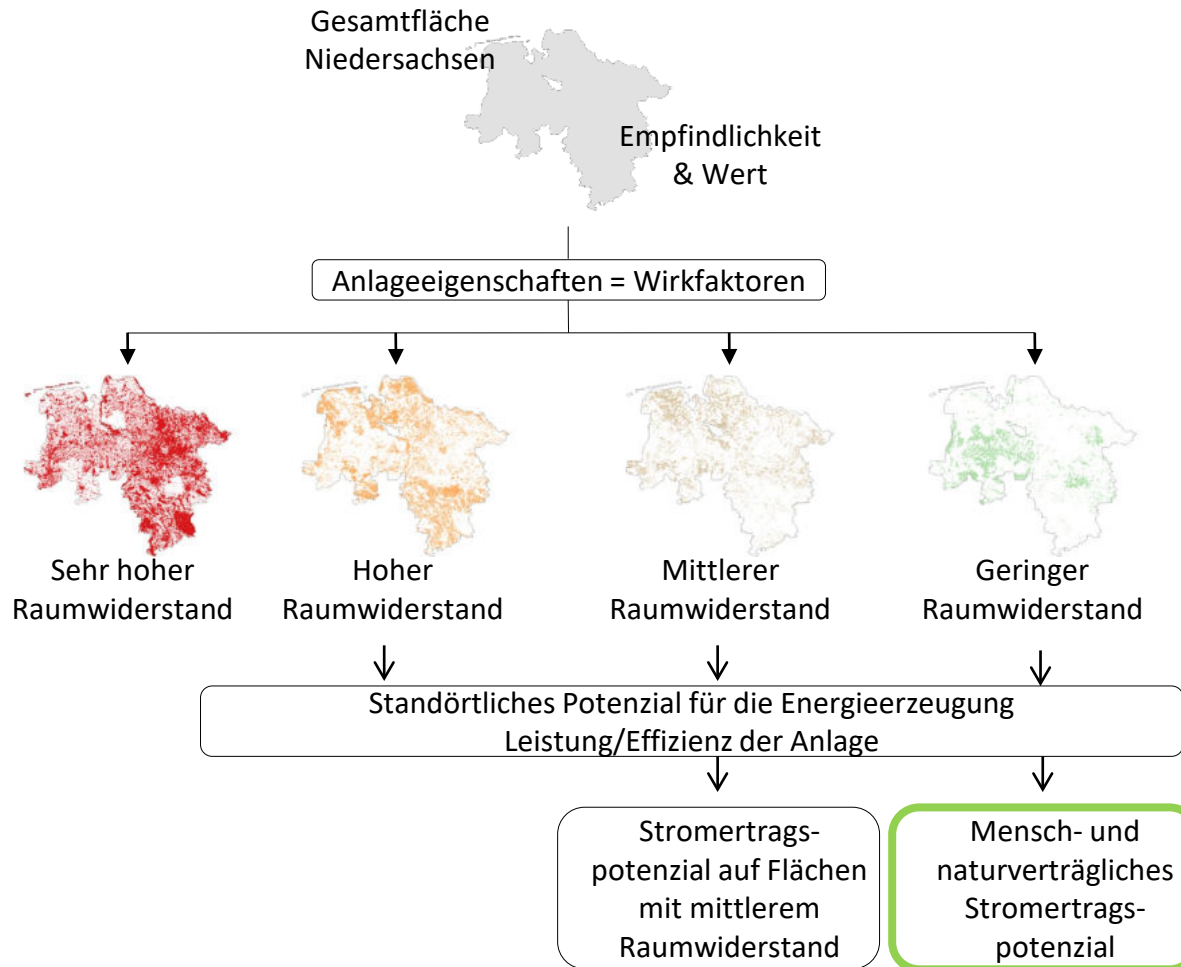 Gesamtfläche
Niedersachsen
Empfindlichkeit
& Wert
Anlageeigenschaften = Wirkfaktoren
Sehr hoher
Raumwiderstand
Hoher
Raumwiderstand
Mittlerer
Raumwiderstand
Geringer
Raumwiderstand
Standörtliches Potenzial für die Energieerzeugung
Leistung/Effizienz der Anlage
Stromertrags-
potenzial auf Flächen
mit mittlerem
Raumwiderstand
Mensch- und
naturverträgliches
Stromertrags-
potenzial